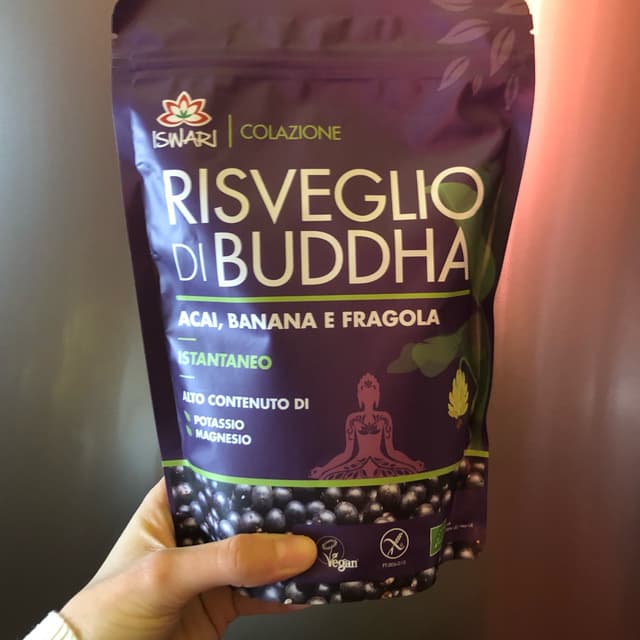 ISWARI
COLAZIONE
RISVEGLIO
DI BUDDHA
ACAI, BANANA E FRAGOLA
ISTANTANEO
ALTO CONTENUTO DI
POTASSIO
MAGNESIO
Vegan